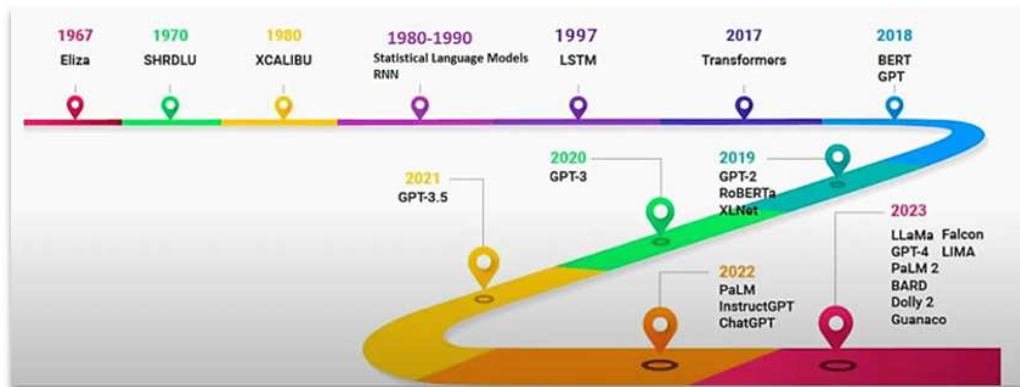 1967
Eliza
1970
SHRDLU
1980
XCALIBU
1980-1990
Statistical Language Models
RNN
1997
LSTM
2017
Transformers
2018
BERT
GPT
2019
GPT-2
RoBERTa
XLNet
2020
GPT-3
2021
GPT-3.5
2022
PaLM
InstructGPT
ChatGPT
2023
LLaMa Falcon
GPT-4 LIMA
PaLM 2
BARD
Dolly 2
Guanaco